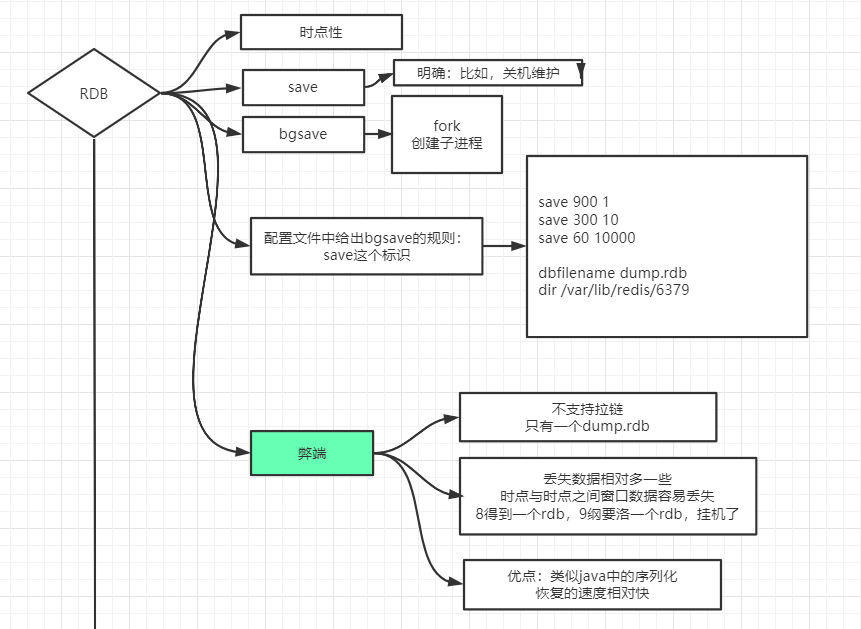 时点性
RDB
save
明确：比如，关机维护
bgsave
fork
创建子进程
配置文件中给出bgsave的规则：
save这个标识
save 900 1
save 300 10
save 60 10000
dbfilename dump.rdb
dir /var/lib/redis/6379
弊端
不支持拉链
只有一个dump.rdb
丢失数据相对多一些
时点与时点之间窗口数据容易丢失
8得到一个rdb，9纲要洛一个rdb，挂机了
优点：类似java中的序列化
恢复的速度相对快